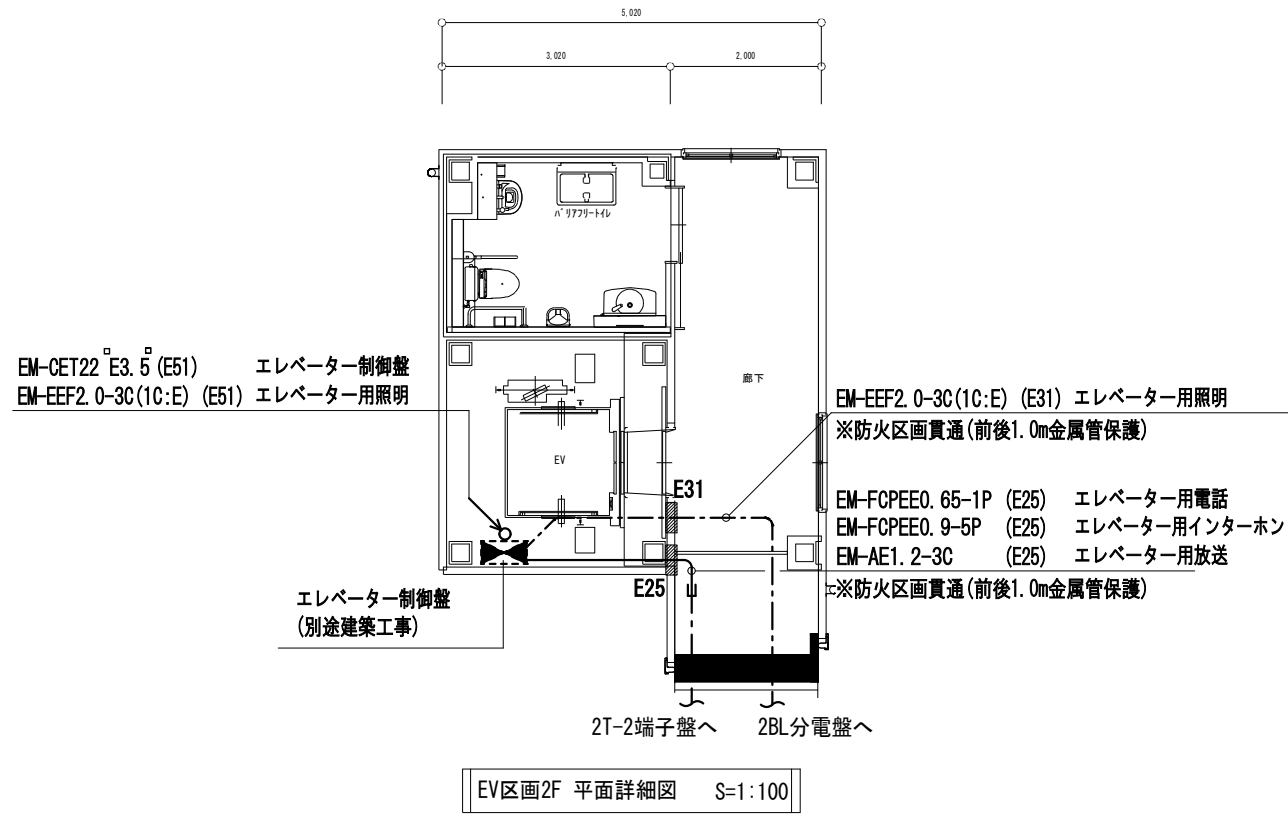 5,020
3,020
2,000
バリアフリートイレ
EM-CET22□ E3.5□ (E51) エレベーター制御盤
EM-EEF2.0-3C(1C:E) (E51) エレベーター用照明
廊下
EM-EEF2.0-3C(1C:E) (E31) エレベーター用照明
※防火区画貫通(前後1.0m金属管保護)
EV
E31
EM-FCPEE0.65-1P (E25) エレベーター用電話
EM-FCPEE0.9-5P (E25) エレベーター用インターホン
EM-AE1.2-3C (E25) エレベーター用放送
※防火区画貫通(前後1.0m金属管保護)
E25
エレベーター制御盤
(別途建築工事)
2T-2端子盤へ
2BL分電盤へ
EV区画2F 平面詳細図 S=1:100